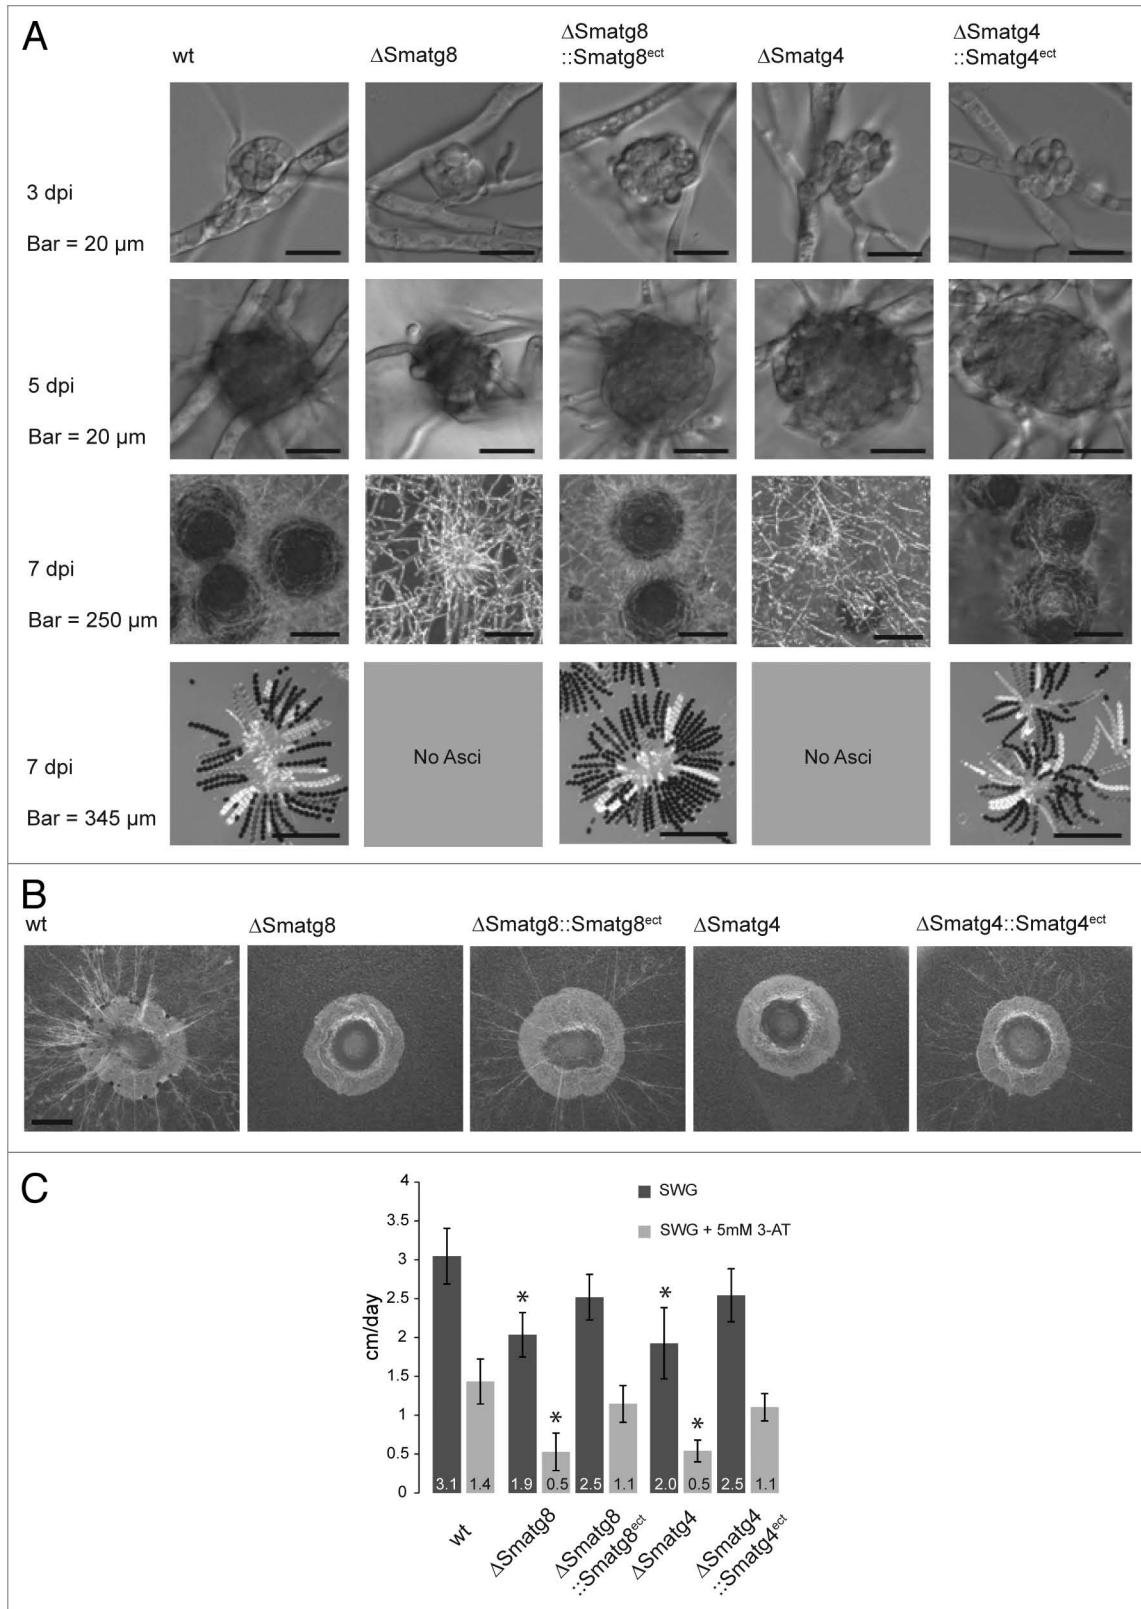 A
wt
ΔSmatg8
ΔSmatg8
::Smatg8ect
ΔSmatg4
ΔSmatg4
::Smatg4ect
3 dpi
Bar = 20 µm
5 dpi
Bar = 20 µm
7 dpi
Bar = 250 µm
7 dpi
Bar = 345 µm
No Asci
No Asci
B
wt
ΔSmatg8
ΔSmatg8::Smatg8ect
ΔSmatg4
ΔSmatg4::Smatg4ect
C
SWG
SWG + 5mM 3-AT
cm/day
4
3.5
3
2.5
2
1.5
1
0.5
0
* * * *
3.1 1.4 1.9 0.5 2.5 1.1 2.0 0.5 2.5 1.1
wt
ΔSmatg8
ΔSmatg8
::Smatg8ect
ΔSmatg4
ΔSmatg4
::Smatg4ect